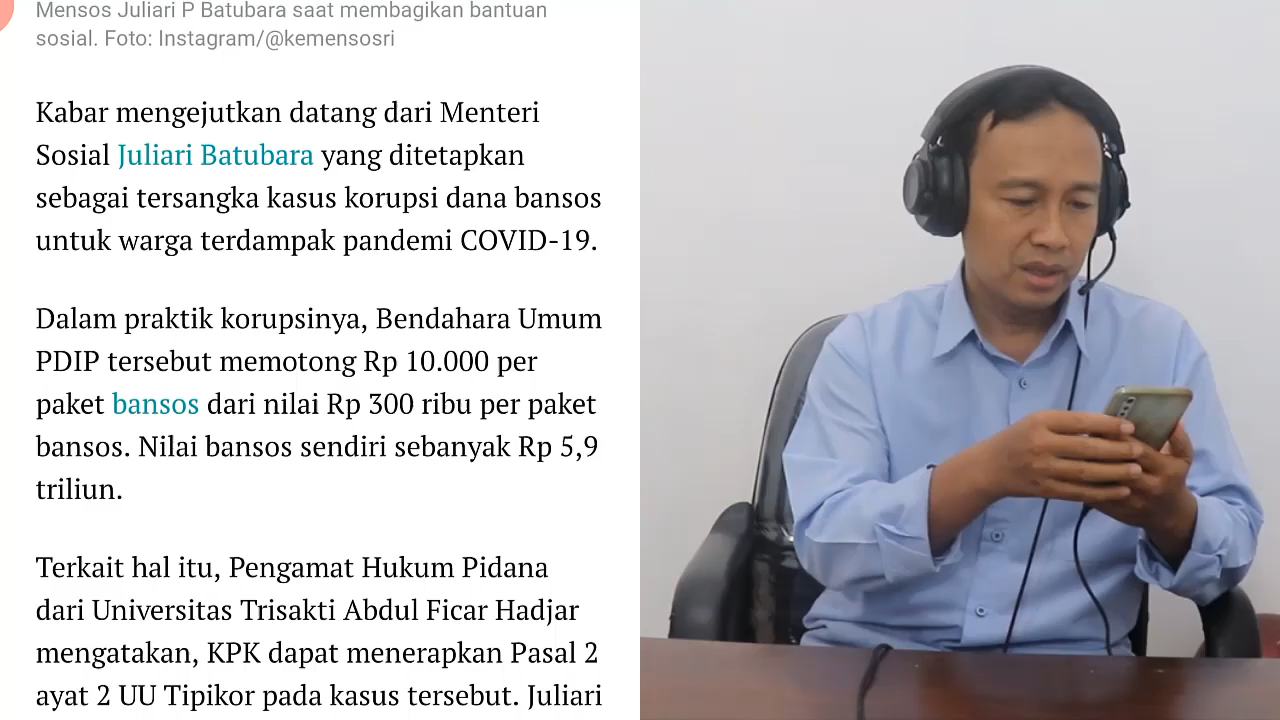 Mensos Juliari P Batubara saat membagikan bantuan
sosial. Foto: Instagram/@kemensosri
Kabar mengejutkan datang dari Menteri
Sosial Juliari Batubara yang ditetapkan
sebagai tersangka kasus korupsi dana bansos
untuk warga terdampak pandemi COVID-19.
Dalam praktik korupsinya, Bendahara Umum
PDIP tersebut memotong Rp 10.000 per
paket bansos dari nilai Rp 300 ribu per paket
bansos. Nilai bansos sendiri sebanyak Rp 5,9
triliun.
Terkait hal itu, Pengamat Hukum Pidana
dari Universitas Trisakti Abdul Ficar Hadjar
mengatakan, KPK dapat menerapkan Pasal 2
ayat 2 UU Tipikor pada kasus tersebut. Juliari